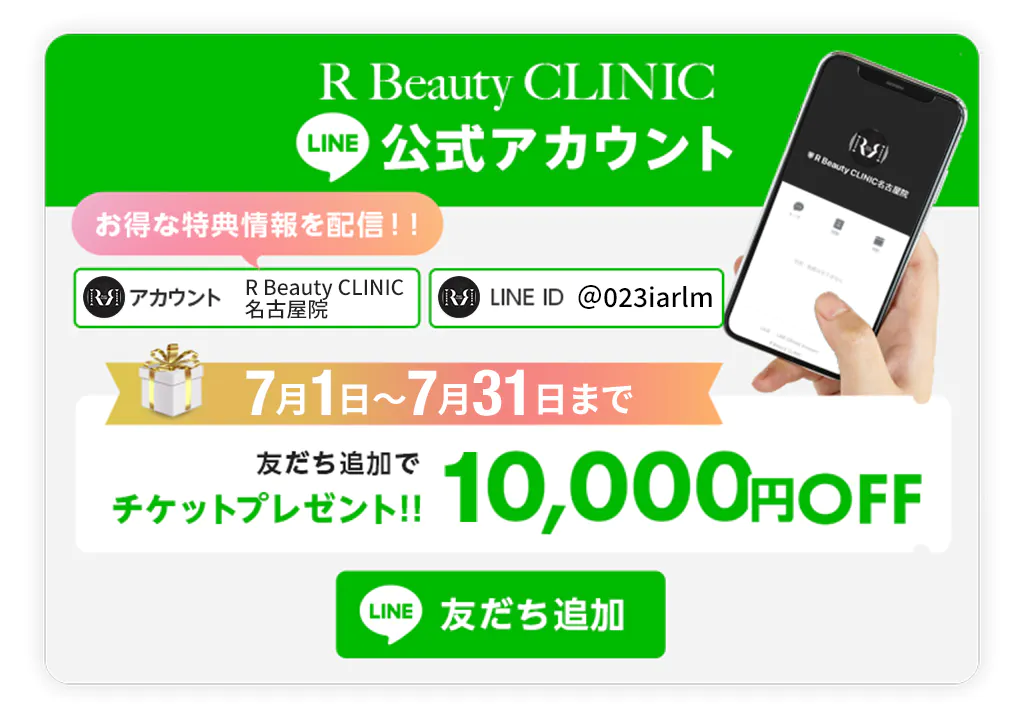 R Beauty CLINIC
LINE 公式アカウント
R R
R Beauty CLINIC名古屋院
お得な特典情報を配信!!
アカウント R Beauty CLINIC
名古屋院
LINE ID @023iarlm
7月1日~7月31日まで
友だち追加で
チケットプレゼント!!
10,000円OFF
LINE 友だち追加